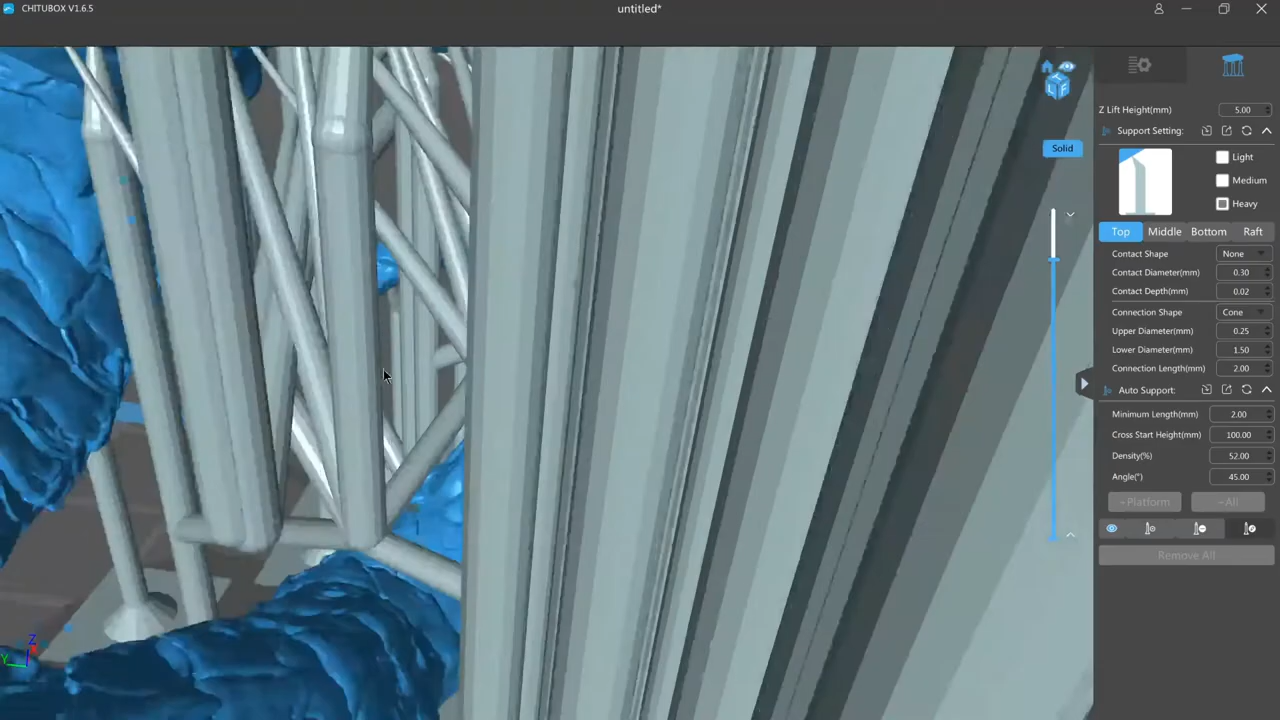 CHITUBOX V1.6.5
untitled*
Z Lift Height(mm) 5.00
Support Setting:
Light
Medium
Heavy
Top Middle Bottom Raft
Contact Shape None
Contact Diameter(mm) 0.30
Contact Depth(mm) 0.02
Connection Shape Cone
Upper Diameter(mm) 0.25
Lower Diameter(mm) 1.50
Connection Length(mm) 2.00
Auto Support:
Minimum Length(mm) 2.00
Cross Start Height(mm) 100.00
Density(%) 52.00
Angle(°) 45.00
+Platform +All
Remove All
Solid
L F
Z
Y